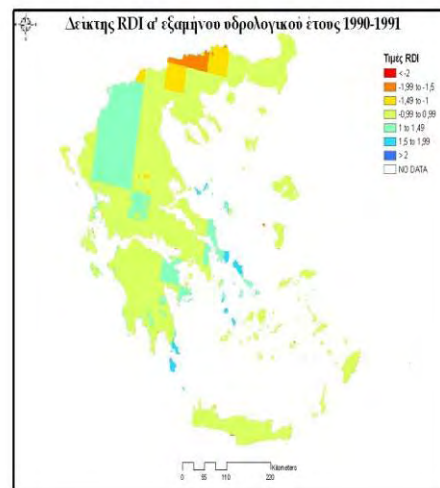 Δείκτης RDI α' εξαμήνου υδρολογικού έτους 1990-1991
Τιμές RDI
< -2
-1,99 to -1,5
-1,49 to -1
-0,99 to 0,99
1 to 1,49
1,5 to 1,99
> 2
NO DATA
Kilometers
0 55 110 220